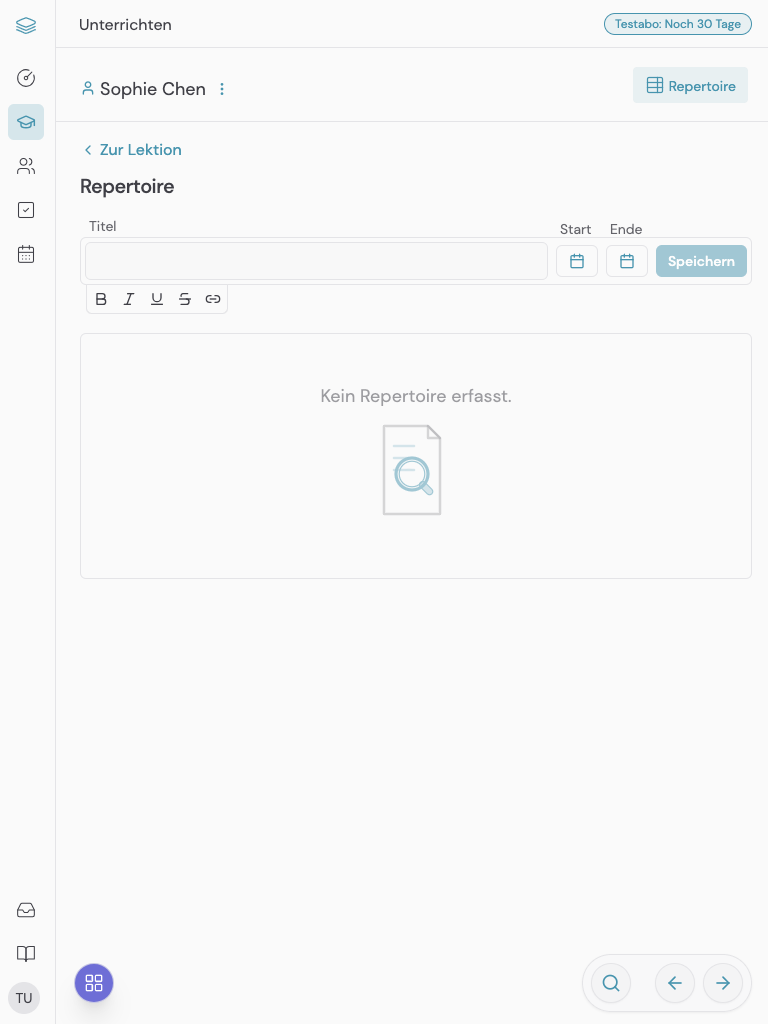 Unterrichten
Testabo: Noch 30 Tage
Sophie Chen
Repertoire
Zur Lektion
Repertoire
Titel
Start
Ende
Speichern
B I U S
Kein Repertoire erfasst.
TU